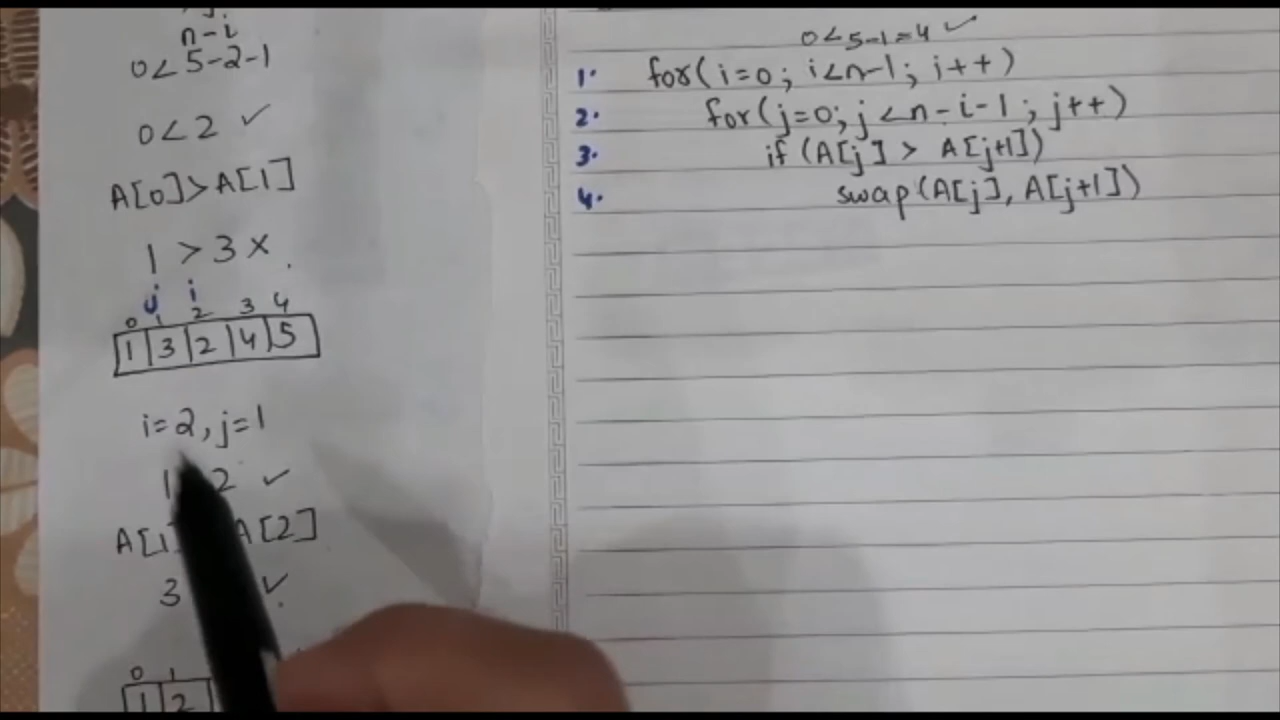 n-i
0<5-2-1
0<2 ✓
A[0]>A[1]
1 > 3 ×
j i
0 1 2 3 4
1 3 2 4 5
i=2, j=1
1 2 ✓
A[1] A[2]
3 ✓
0 1
1 2
0<5-1=4 ✓
1. for(i=0; i<n-1; i++)
2. for(j=0; j<n-i-1; j++)
3. if (A[j] > A[j+1])
4. swap(A[j], A[j+1])